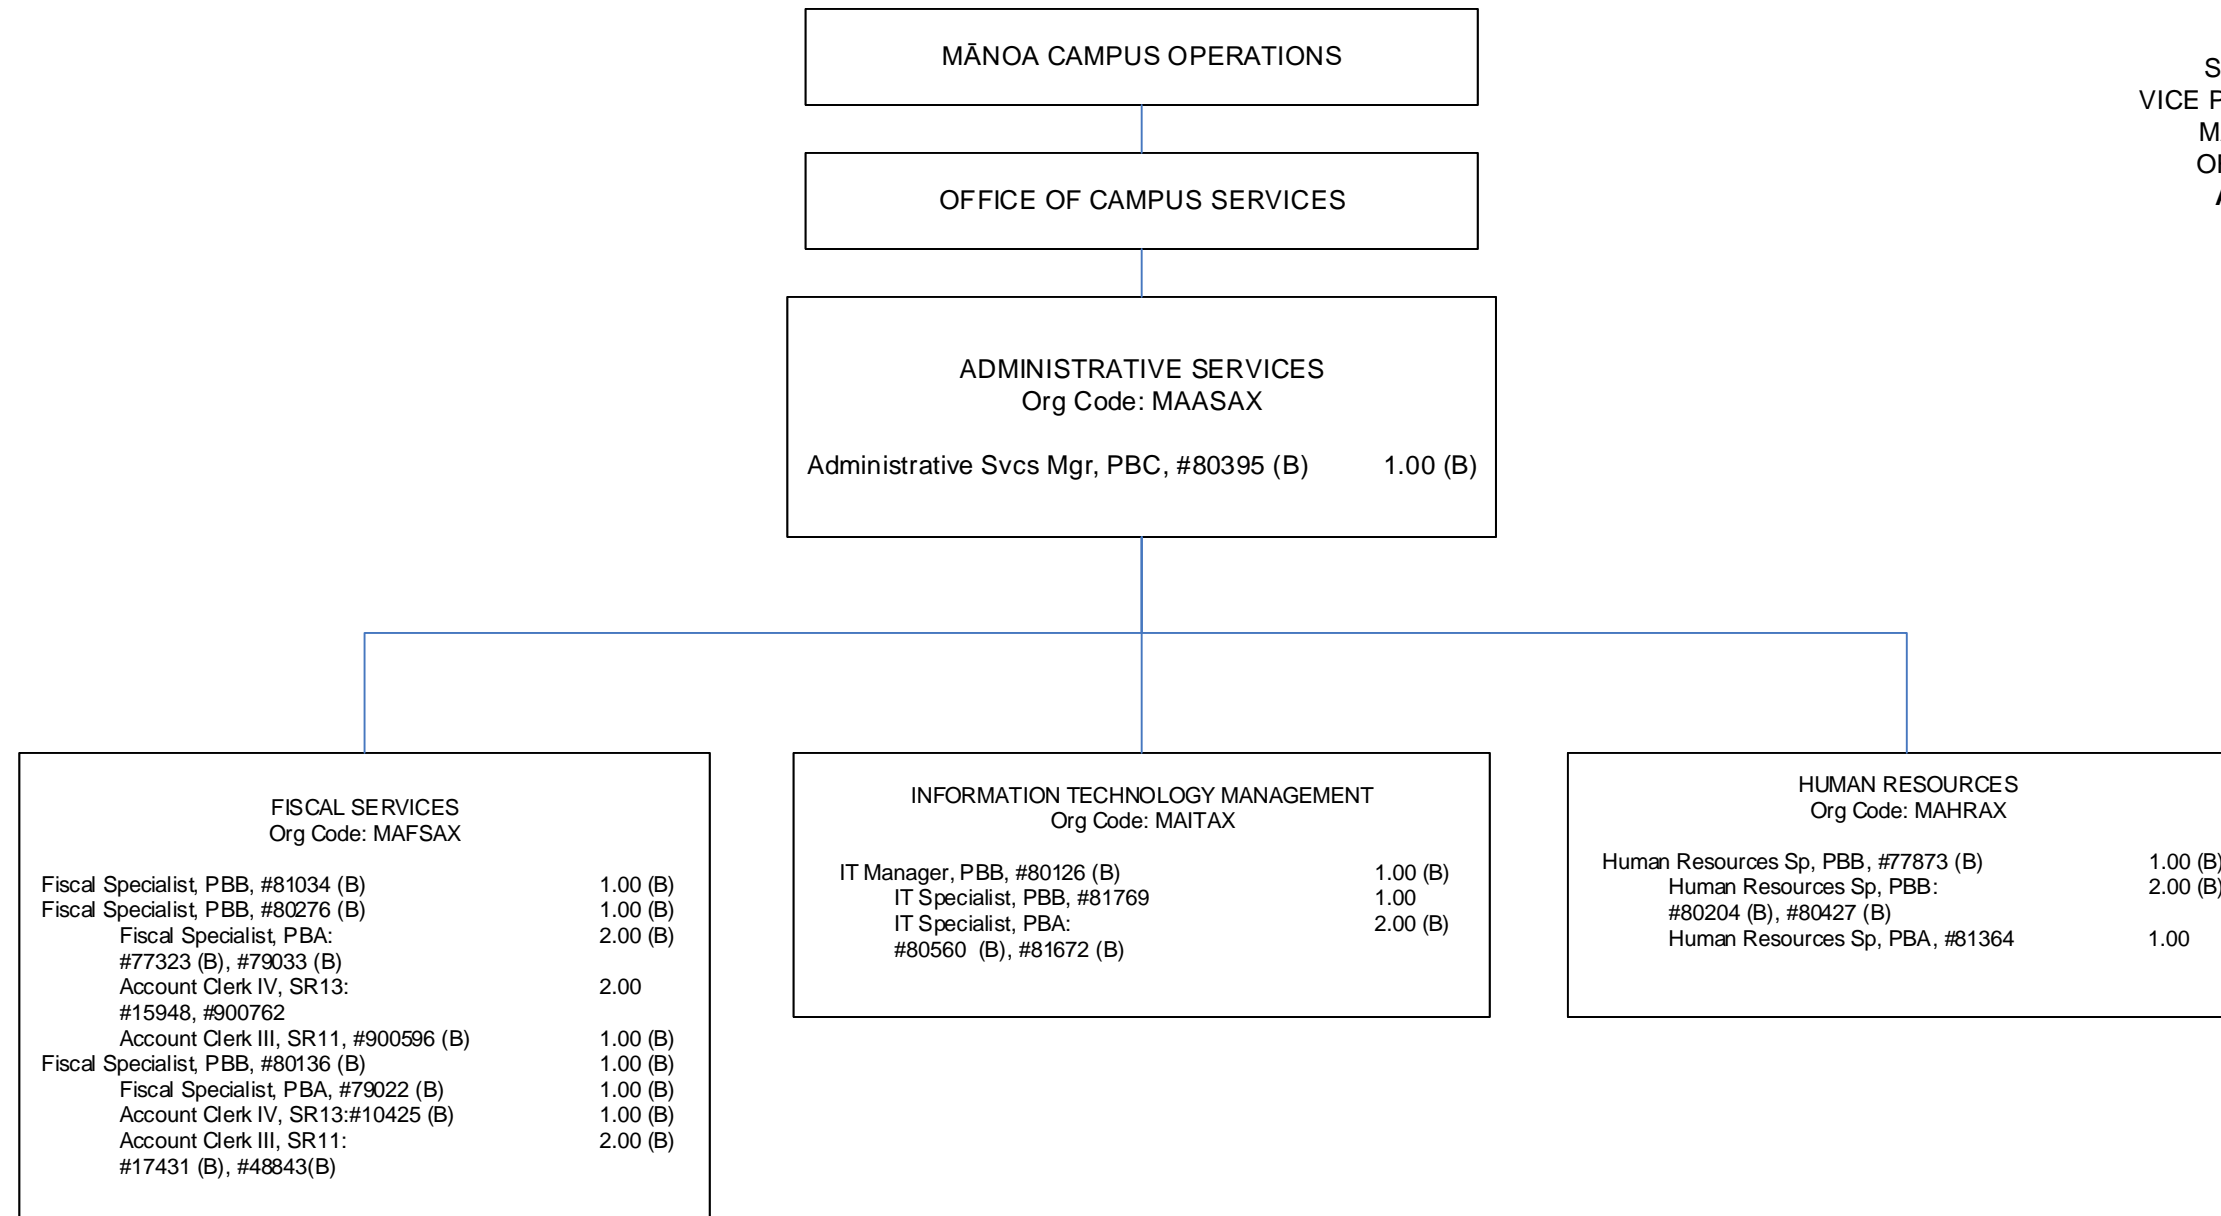 MĀNOA CAMPUS OPERATIONS
VICE
OFFICE OF CAMPUS SERVICES
ADMINISTRATIVE SERVICES
Org Code: MAASAX
Administrative Svcs Mgr, PBC, #80395 (B) 1.00 (B)
FISCAL SERVICES
Org Code: MAFSAX
Fiscal Specialist, PBB, #81034 (B) 1.00 (B)
Fiscal Specialist, PBB, #80276 (B) 1.00 (B)
Fiscal Specialist, PBA: 2.00 (B)
#77323 (B), #79033 (B)
Account Clerk IV, SR13: 2.00
#15948, #900762
Account Clerk III, SR11, #900596 (B) 1.00 (B)
Fiscal Specialist, PBB, #80136 (B) 1.00 (B)
Fiscal Specialist, PBA, #79022 (B) 1.00 (B)
Account Clerk IV, SR13:#10425 (B) 1.00 (B)
Account Clerk III, SR11: 2.00 (B)
#17431 (B), #48843(B)
INFORMATION TECHNOLOGY MANAGEMENT
Org Code: MAITAX
IT Manager, PBB, #80126 (B) 1.00 (B)
IT Specialist, PBB, #81769 1.00
IT Specialist, PBA: 2.00 (B)
#80560 (B), #81672 (B)
HUMAN RESOURCES
Org Code: MAHRAX
Human Resources Sp, PBB, #77873 (B) 1.00 (B)
Human Resources Sp, PBB: 2.00 (B)
#80204 (B), #80427 (B)
Human Resources Sp, PBA, #81364 1.00